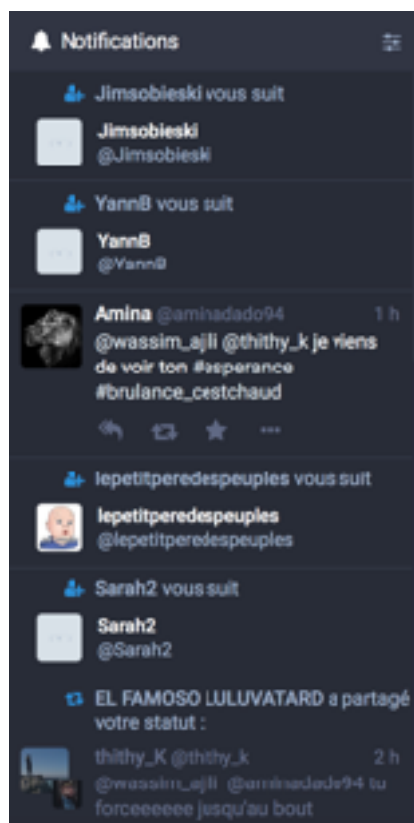 Notifications
Jimsobieski vous suit
Jimsobieski
@Jimsobieski
YannB vous suit
YannB
@YannB
Amina @aminadado94 1 h
@wassim_ajli @thithy_k je viens
de voir ton #esperance
#brulance_cestchaud
lepetitperedespeuples vous suit
lepetitperedespeuples
@lepetitperedespeuples
Sarah2 vous suit
Sarah2
@Sarah2
EL FAMOSO LULUVATARD a partagé
votre statut :
thithy_K @thithy_k 2 h
@wassim_ajli @aminadado94 tu
forceeeeee jusqu'au bout